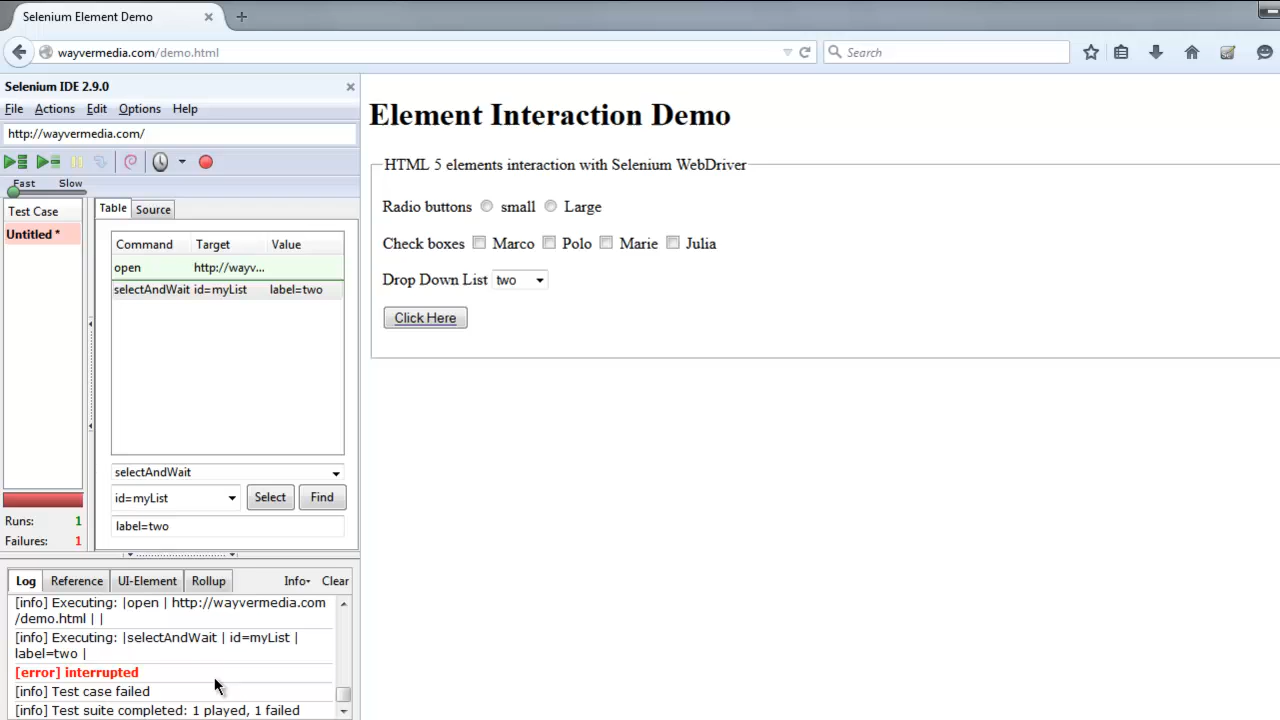 Selenium Element Demo
wayvermedia.com/demo.html
Search
Selenium IDE 2.9.0
File Actions Edit Options Help
http://wayvermedia.com/
Fast Slow
Test Case
Untitled *
Runs: 1
Failures: 1
Table Source
Command Target Value
open http://wayv...
selectAndWait id=myList label=two
selectAndWait
id=myList Select Find
label=two
Log Reference UI-Element Rollup Info Clear
[info] Executing: |open | http://wayvermedia.com
/demo.html | |
[info] Executing: |selectAndWait | id=myList |
label=two |
[error] interrupted
[info] Test case failed
[info] Test suite completed: 1 played, 1 failed
Element Interaction Demo
HTML 5 elements interaction with Selenium WebDriver
Radio buttons small Large
Check boxes Marco Polo Marie Julia
Drop Down List two
Click Here